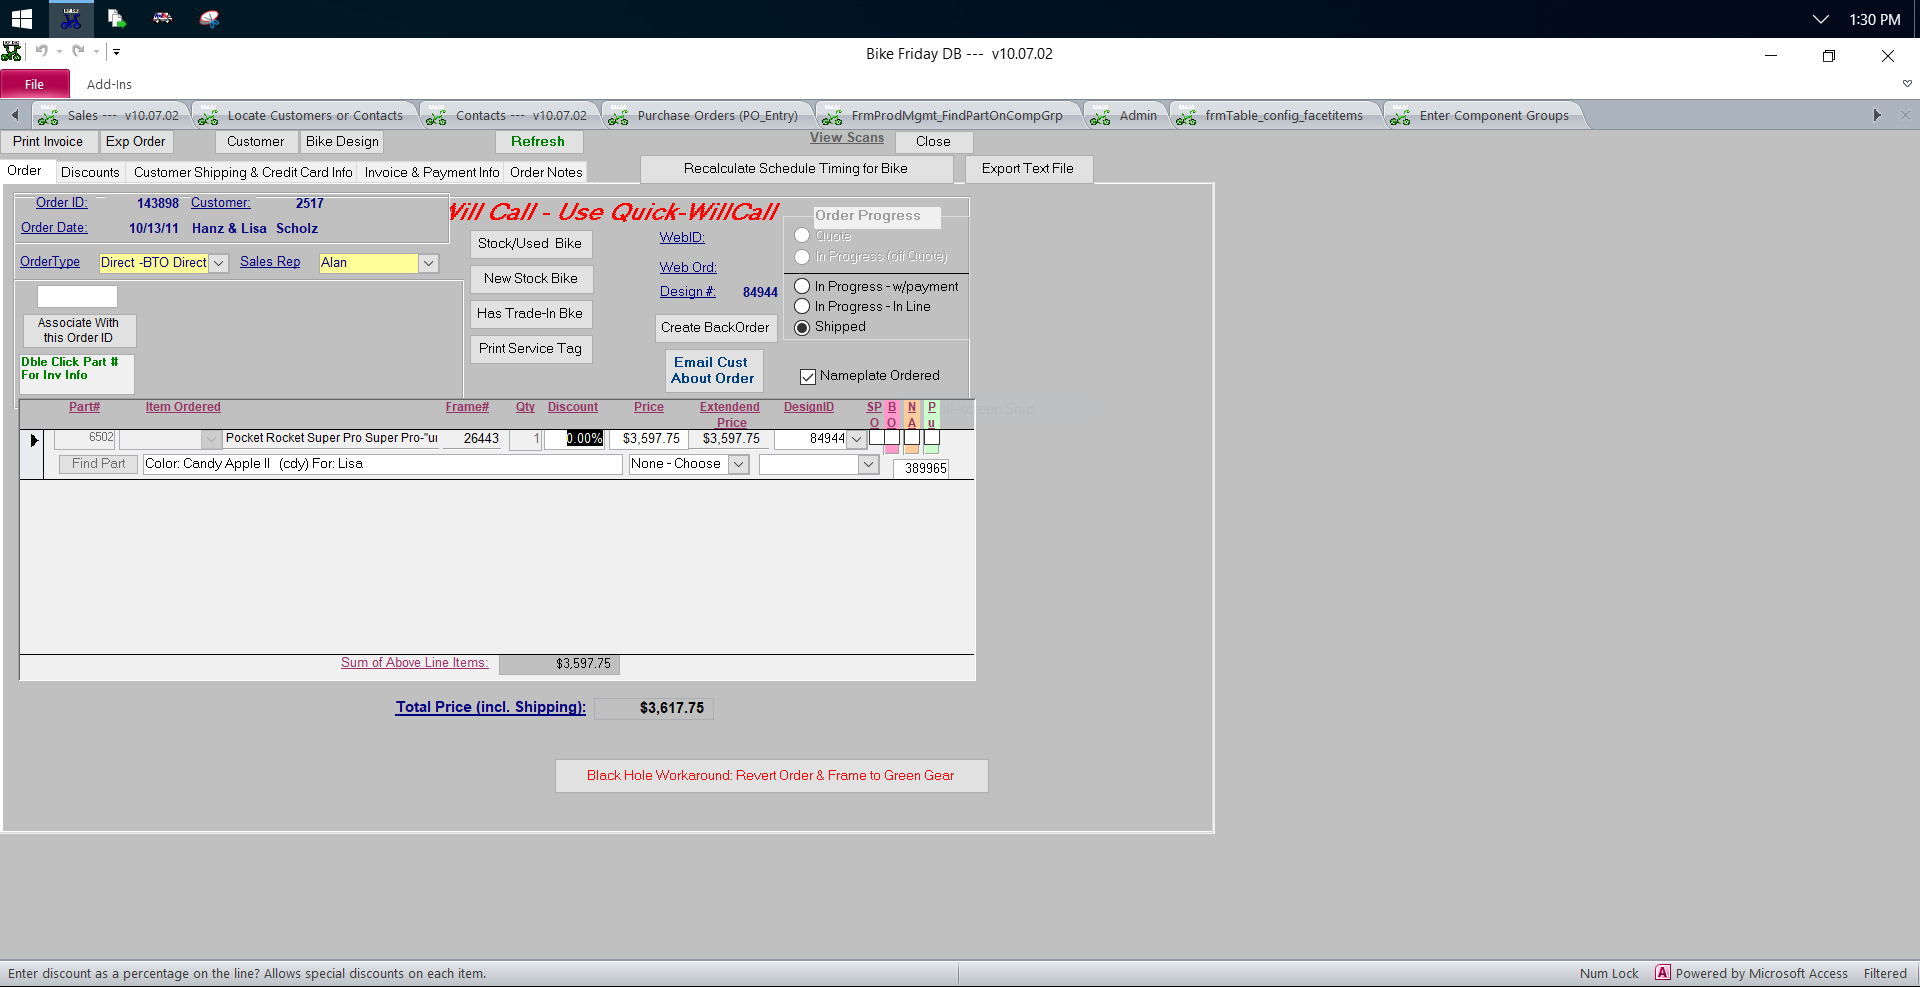 1:30 PM
Bike Friday DB --- v10.07.02
File Add-Ins
Sales --- v10.07.02 Locate Customers or Contacts Contacts --- v10.07.02 Purchase Orders (PO_Entry) FrmProdMgmt_FindPartOnCompGrp Admin frmTable_config_facetitems Enter Component Groups
Print Invoice Exp Order Customer Bike Design Refresh View Scans Close
Order Discounts Customer Shipping & Credit Card Info Invoice & Payment Info Order Notes Recalculate Schedule Timing for Bike Export Text File
Order ID: 143898 Customer: 2517
Will Call - Use Quick-WillCall
Order Progress
Order Date: 10/13/11 Hanz & Lisa Scholz
Stock/Used Bike
WebID:
Quote
OrderType Direct -BTO Direct Sales Rep Alan
Web Ord:
In Progress (off Quote)
New Stock Bike
Design #: 84944
In Progress - w/payment
In Progress - In Line
Has Trade-In Bke
Associate With
this Order ID
Create BackOrder
Shipped
Print Service Tag
Dble Click Part #
For Inv Info
Email Cust
About Order
Nameplate Ordered
Part# Item Ordered Frame# Qty Discount Price Extendend Price DesignID SPO BO NA Pu
6502 Pocket Rocket Super Pro Super Pro-"ur 26443 1 0.00% $3,597.75 $3,597.75 84944
Find Part Color: Candy Apple II (cdy) For: Lisa None - Choose 389965
Sum of Above Line Items: $3,597.75
Total Price (incl. Shipping): $3,617.75
Black Hole Workaround: Revert Order & Frame to Green Gear
Enter discount as a percentage on the line? Allows special discounts on each item. Num Lock Powered by Microsoft Access Filtered